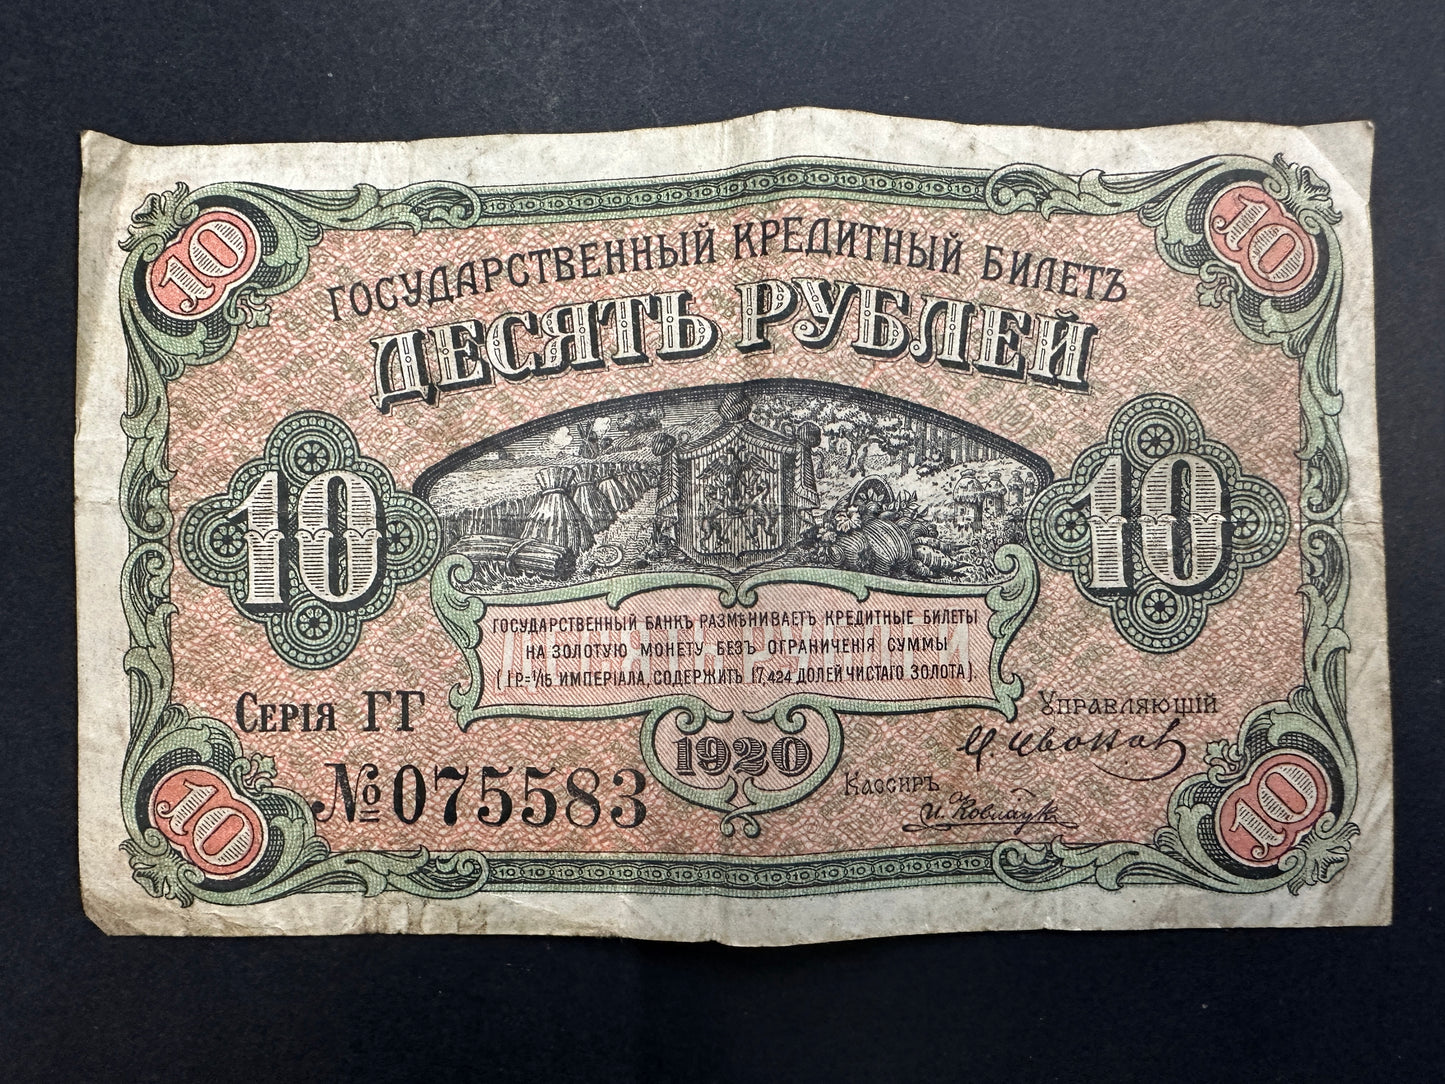 10 10
ГОСУДАРСТВЕННЫЙ КРЕДИТНЫЙ БИЛЕТЪ
ДЕСЯТЬ РУБЛЕЙ
10 10
ГОСУДАРСТВЕННЫЙ БАНКЪ РАЗМѢНИВАЕТЪ КРЕДИТНЫЕ БИЛЕТЫ
НА ЗОЛОТУЮ МОНЕТУ БЕЗЪ ОГРАНИЧЕНІЯ СУММЫ
(1 Р.=1/15 ИМПЕРІАЛА, СОДЕРЖИТЪ 17,424 ДОЛЕЙ ЧИСТАГО ЗОЛОТА).
СЕРІЯ ГГ
УПРАВЛЯЮЩІЙ
1920
№ 075583
КАССИРЪ
10 10